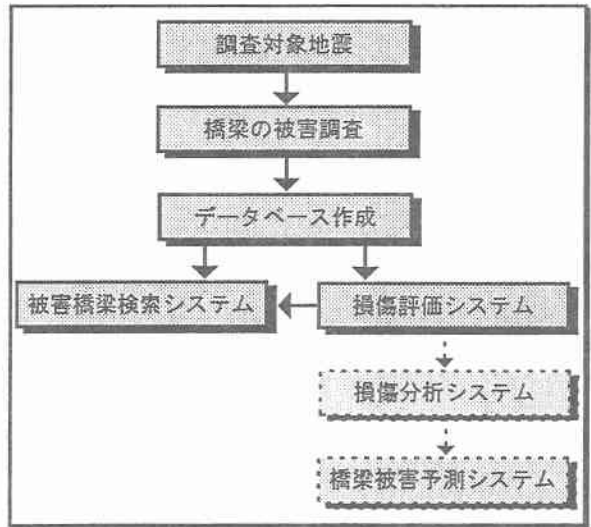 調査対象地震
橋梁の被害調査
データベース作成
被害橋梁検索システム
損傷評価システム
損傷分析システム
橋梁被害予測システム